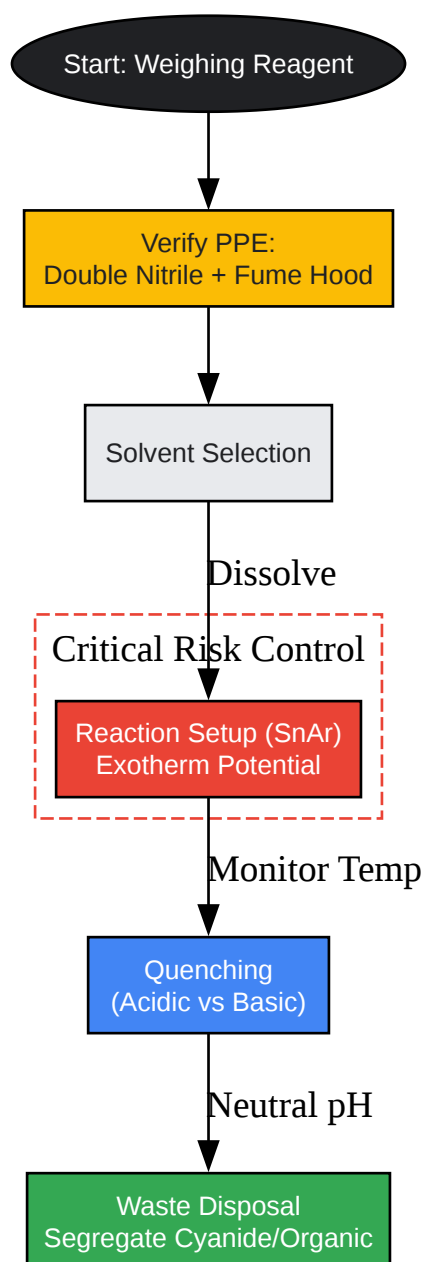 Start: Weighing Reagent
Verify PPE:
Double Nitrile + Fume Hood
Solvent Selection
Dissolve
Critical Risk Control
Reaction Setup (SnAr)
Exotherm Potential
Monitor Temp
Quenching
(Acidic vs Basic)
Neutral pH
Waste Disposal
Segregate Cyanide/Organic